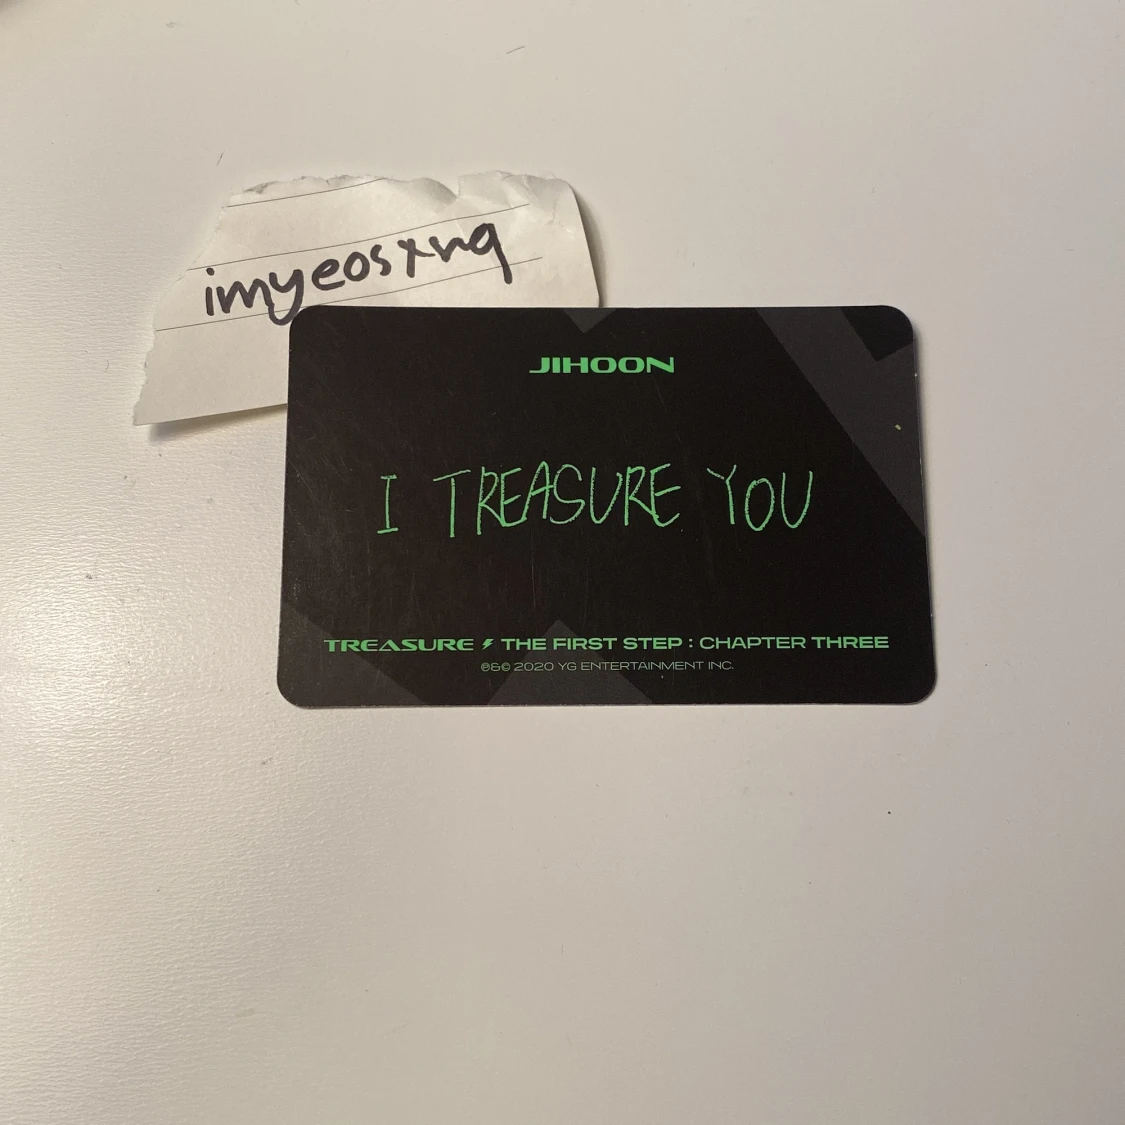 imyeosxng
JIHOON
I TREASURE YOU
TREASURE THE FIRST STEP : CHAPTER THREE
℗&© 2020 YG ENTERTAINMENT INC.